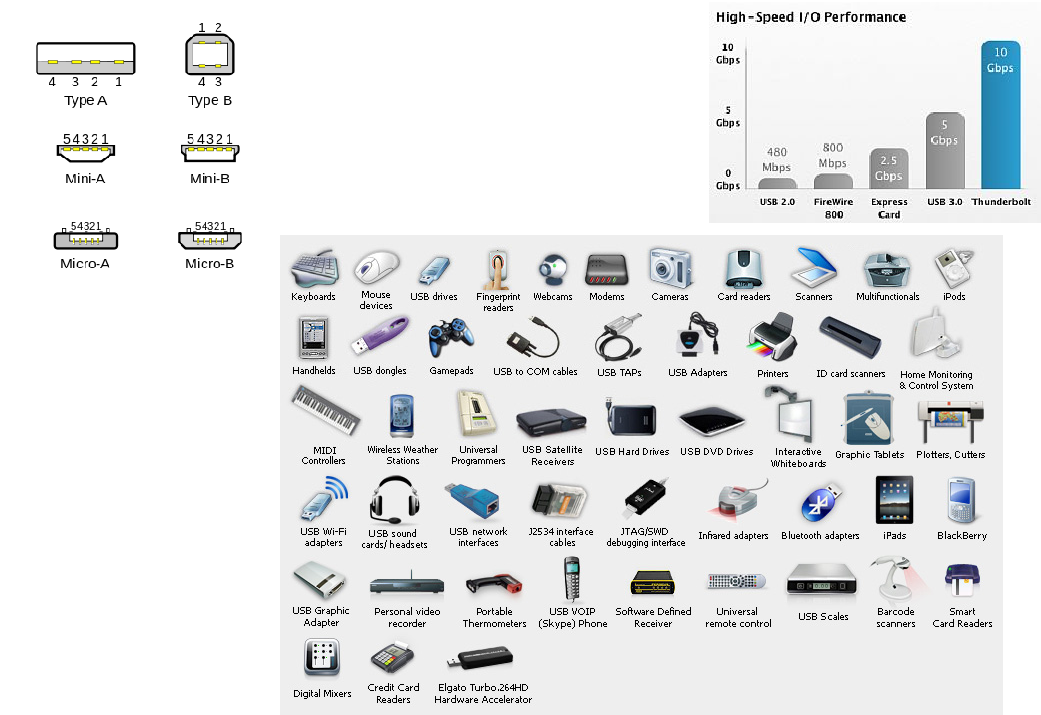 1 2
4 3 2 1
4 3
Type A
Type B
5 4 3 2 1
5 4 3 2 1
Mini-A
Mini-B
54321
54321
Micro-A
Micro-B
High-Speed I/O Performance
10
Gbps
5
Gbps
0
Gbps
480
Mbps
800
Mbps
2.5
Gbps
5
Gbps
10
Gbps
USB 2.0
FireWire
800
Express
Card
USB 3.0
Thunderbolt
Keyboards
Mouse
devices
USB drives
Fingerprint
readers
Webcams
Modems
Cameras
Card readers
Scanners
Multifunctionals
iPods
Handhelds
USB dongles
Gamepads
USB to COM cables
USB TAPs
USB Adapters
Printers
ID card scanners
Home Monitoring
& Control System
MIDI
Controllers
Wireless Weather
Stations
Universal
Programmers
USB Satellite
Receivers
USB Hard Drives
USB DVD Drives
Interactive
Whiteboards
Graphic Tablets
Plotters, Cutters
USB Wi-Fi
adapters
USB sound
cards/ headsets
USB network
interfaces
J2534 interface
cables
JTAG/SWD
debugging interface
Infrared adapters
Bluetooth adapters
iPads
BlackBerry
USB Graphic
Adapter
Personal video
recorder
Portable
Thermometers
USB VOIP
(Skype) Phone
Software Defined
Receiver
Universal
remote control
USB Scales
Barcode
scanners
Smart
Card Readers
Digital Mixers
Credit Card
Readers
Elgato Turbo.264HD
Hardware Accelerator